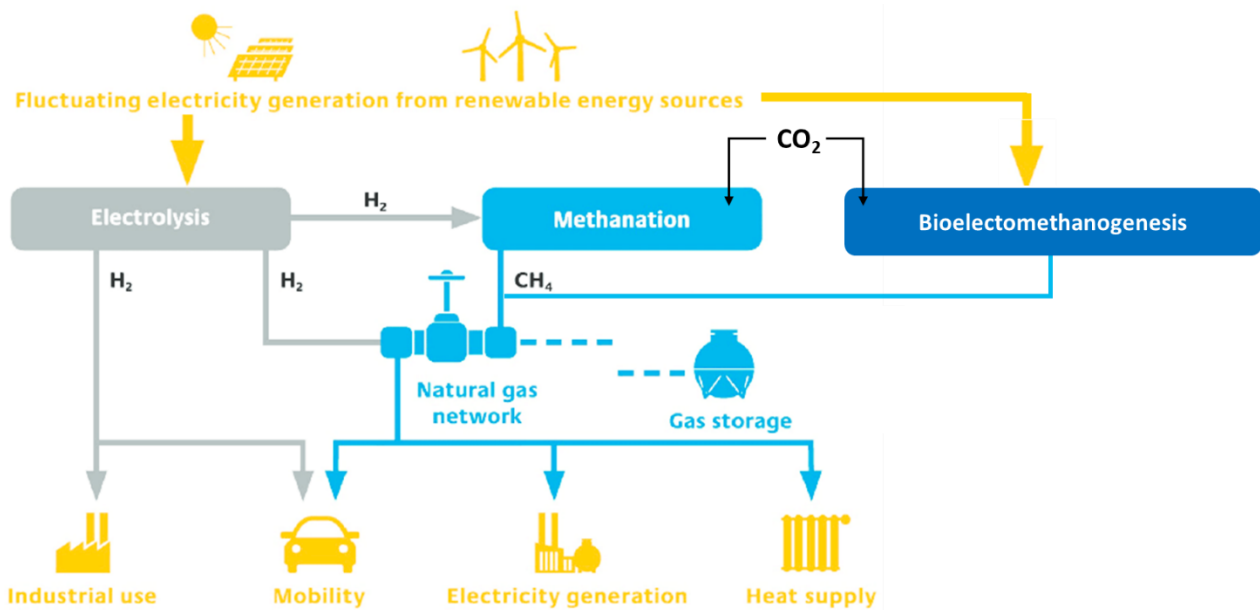 Fluctuating electricity generation from renewable energy sources
CO₂
Electrolysis
H₂
Methanation
Bioelectomethanogenesis
H₂
H₂
CH₄
Natural gas
network
Gas storage
Industrial use
Mobility
Electricity generation
Heat supply